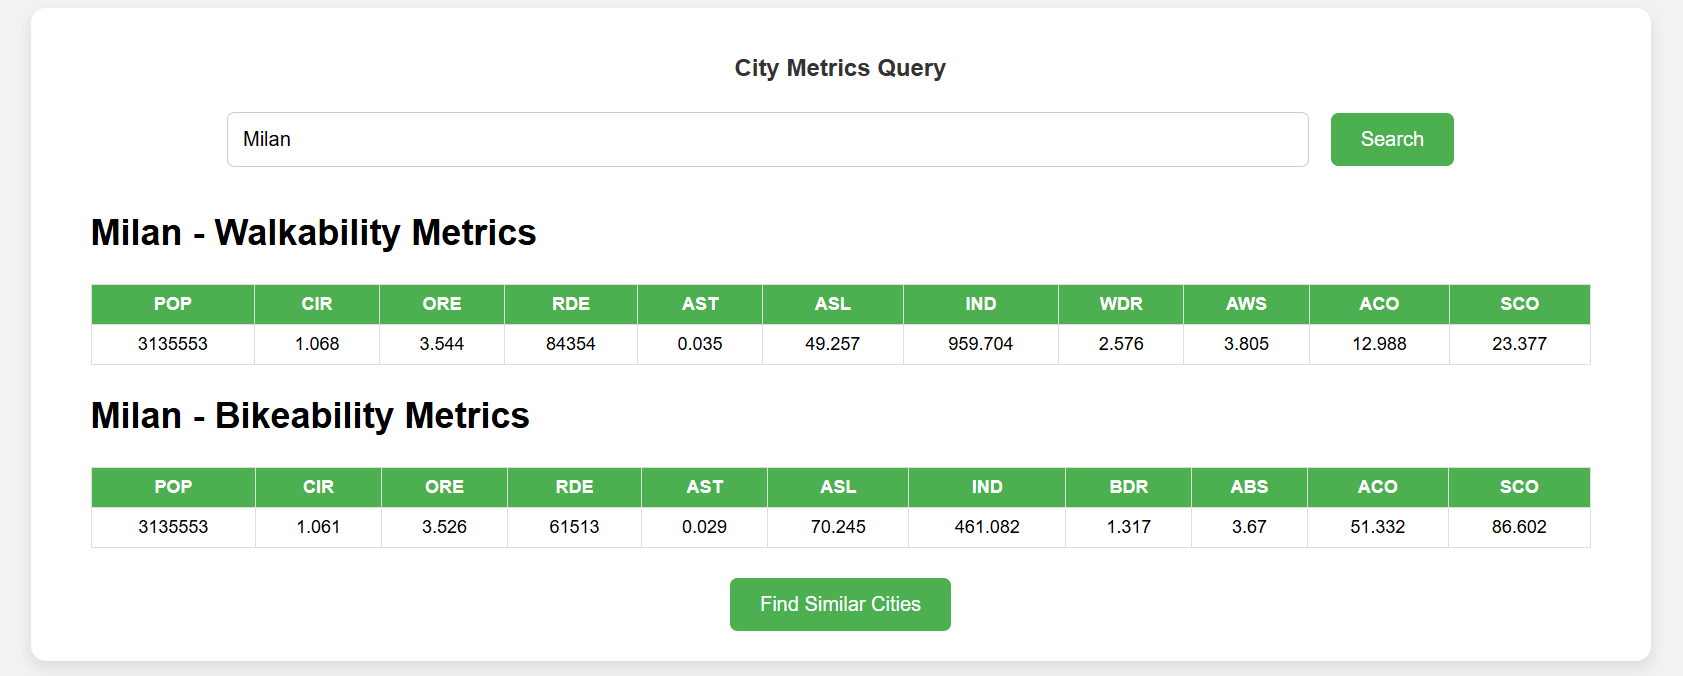 City Metrics Query
Milan Search
Milan - Walkability Metrics
POP CIR ORE RDE AST ASL IND WDR AWS ACO SCO
3135553 1.068 3.544 84354 0.035 49.257 959.704 2.576 3.805 12.988 23.377
Milan - Bikeability Metrics
POP CIR ORE RDE AST ASL IND BDR ABS ACO SCO
3135553 1.061 3.526 61513 0.029 70.245 461.082 1.317 3.67 51.332 86.602
Find Similar Cities